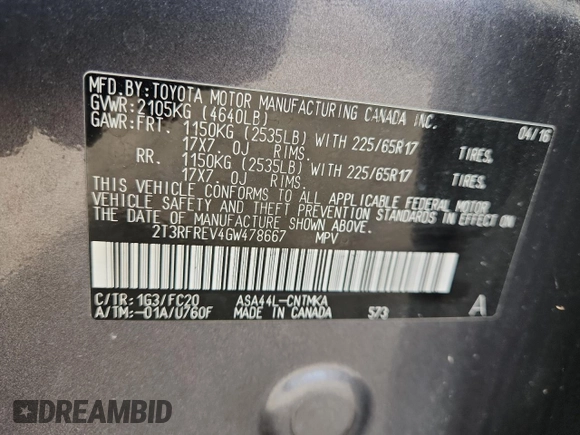 MFD.BY:TOYOTA MOTOR MANUFACTURING CANADA INC.
GVWR:2105KG (4640LB) 04/16
GAWR:FRT. 1150KG (2535LB) WITH 225/65R17 TIRES,
17X7.0J RIMS.
RR. 1150KG (2535LB) WITH 225/65R17 TIRES,
17X7.0J RIMS.
THIS VEHICLE CONFORMS TO ALL APPLICABLE FEDERAL MOTOR
VEHICLE SAFETY AND THEFT PREVENTION STANDARDS IN EFFECT ON
THE DATE OF MANUFACTURE SHOWN ABOVE.
2T3RFREV4GW478667 MPV
C/TR:1G3/FC20 ASA44L-CNTMKA A
A/TM:-01A/U760F MADE IN CANADA 573
DREAMBID